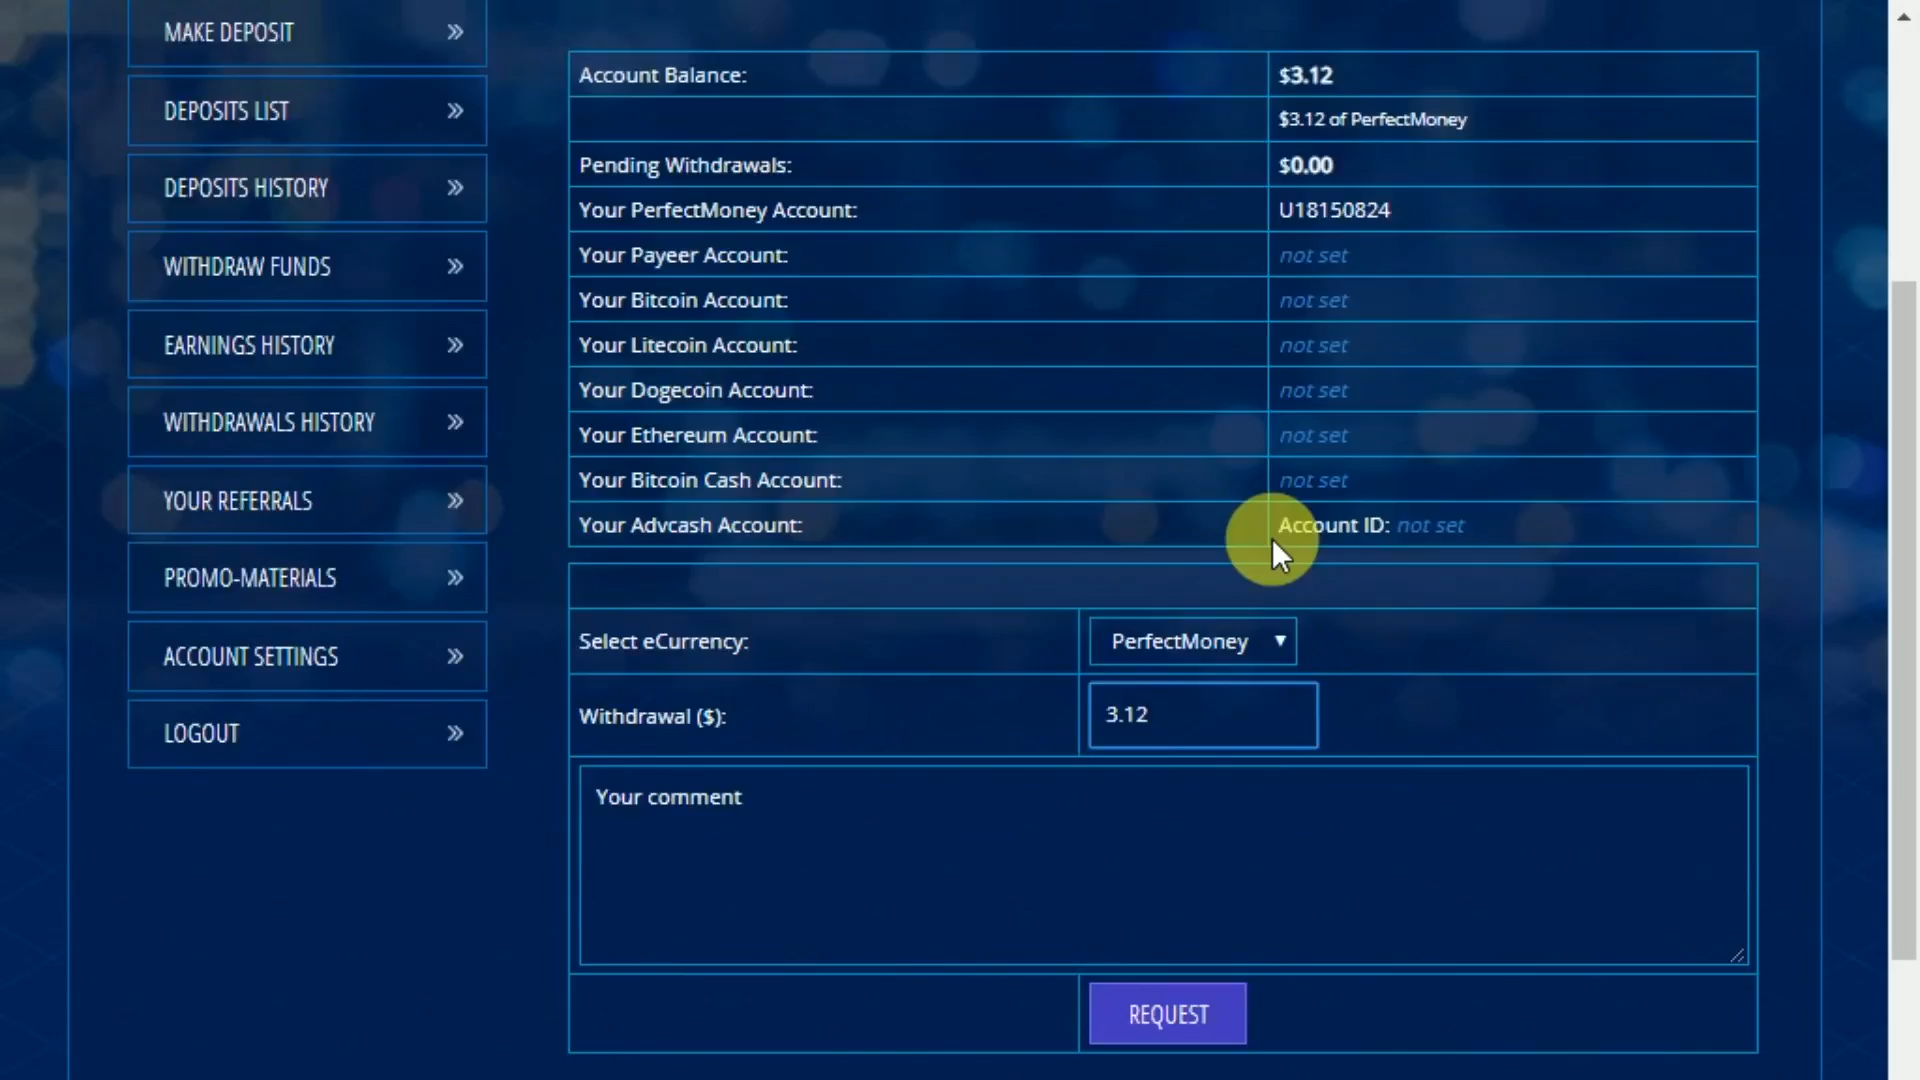 MAKE DEPOSIT »
DEPOSITS LIST »
DEPOSITS HISTORY »
WITHDRAW FUNDS »
EARNINGS HISTORY »
WITHDRAWALS HISTORY »
YOUR REFERRALS »
PROMO-MATERIALS »
ACCOUNT SETTINGS »
LOGOUT »
Account Balance: $3.12
$3.12 of PerfectMoney
Pending Withdrawals: $0.00
Your PerfectMoney Account: U18150824
Your Payeer Account: not set
Your Bitcoin Account: not set
Your Litecoin Account: not set
Your Dogecoin Account: not set
Your Ethereum Account: not set
Your Bitcoin Cash Account: not set
Your Advcash Account: Account ID: not set
Select eCurrency: PerfectMoney
Withdrawal ($): 3.12
Your comment
REQUEST